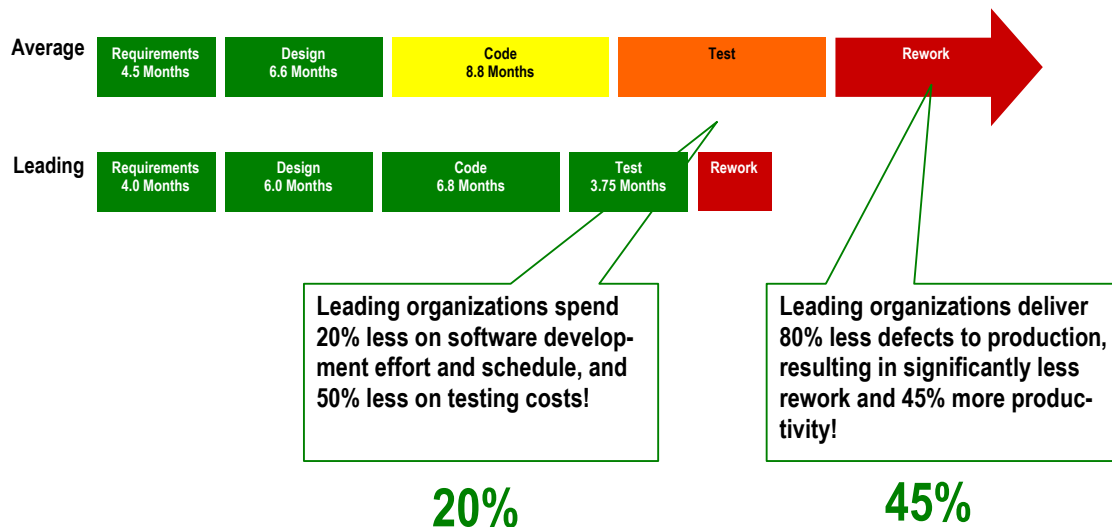 Average
Requirements
4.5 Months
Design
6.6 Months
Code
8.8 Months
Test
Rework
Leading
Requirements
4.0 Months
Design
6.0 Months
Code
6.8 Months
Test
3.75 Months
Rework
Leading organizations spend
20% less on software develop-
ment effort and schedule, and
50% less on testing costs!
Leading organizations deliver
80% less defects to production,
resulting in significantly less
rework and 45% more produc-
tivity!
20%
45%